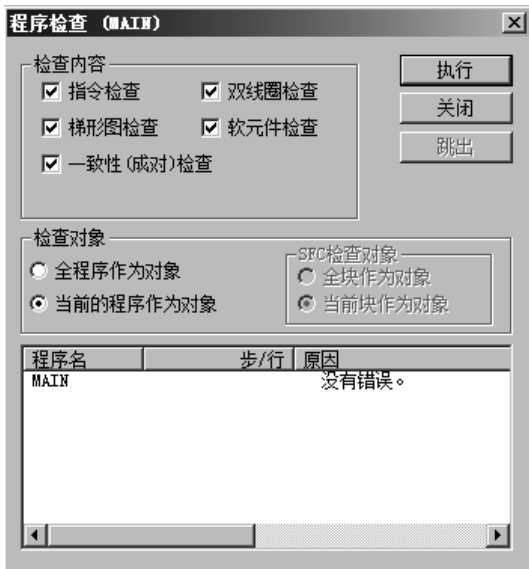 程序检查 (MAIN)
检查内容
指令检查 双线圈检查
梯形图检查 软元件检查
一致性(成对)检查
执行
关闭
跳出
检查对象
全程序作为对象
当前的程序作为对象
SFC检查对象
全块作为对象
当前块作为对象
程序名 步/行 原因
MAIN 没有错误。